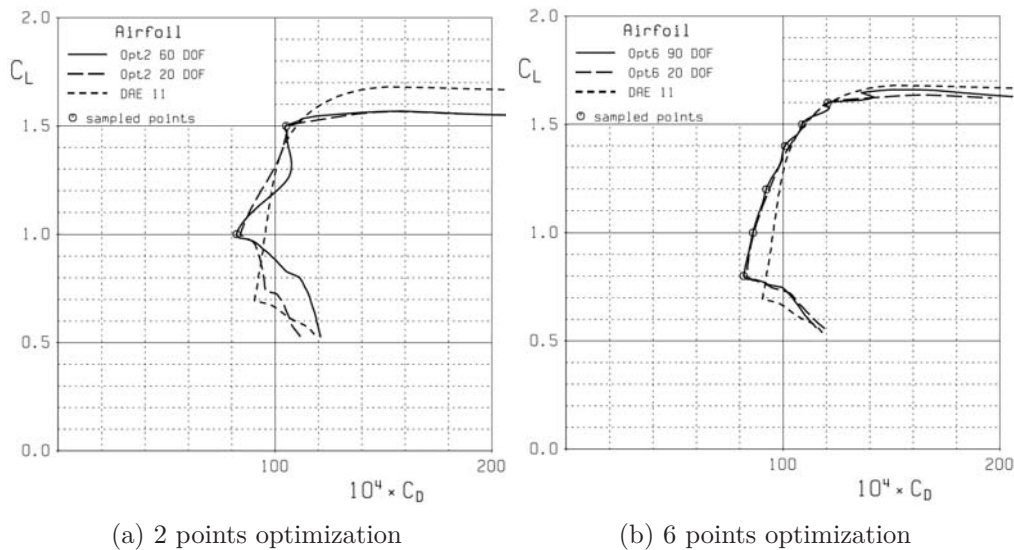 2.0
Airfoil
Opt2 60 DOF
Opt2 20 DOF
DAE 11
sampled points
C_L
1.5
1.0
0.5
0.0
100
200
10⁴ × C_D
(a) 2 points optimization
2.0
Airfoil
Opt6 90 DOF
Opt6 20 DOF
DAE 11
sampled points
C_L
1.5
1.0
0.5
0.0
100
200
10⁴ × C_D
(b) 6 points optimization